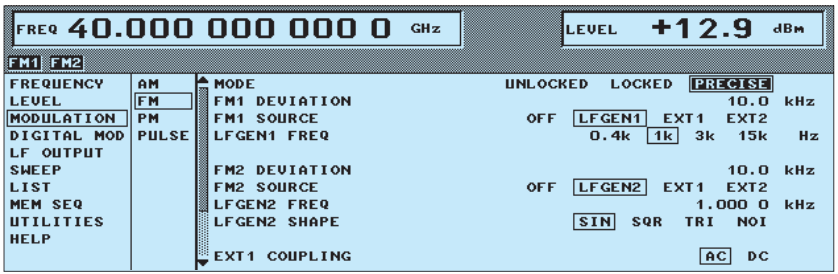 FREQ 40.000 000 000 0 GHz LEVEL +12.9 dBm
FM1 FM2
FREQUENCY AM MODE UNLOCKED LOCKED PRECISE
LEVEL FM FM1 DEVIATION 10.0 kHz
MODULATION PM FM1 SOURCE OFF LFGEN1 EXT1 EXT2
DIGITAL MOD PULSE LFGEN1 FREQ 0.4k 1k 3k 15k Hz
LF OUTPUT
SWEEP FM2 DEVIATION 10.0 kHz
LIST FM2 SOURCE OFF LFGEN2 EXT1 EXT2
MEM SEQ LFGEN2 FREQ 1.000 0 kHz
UTILITIES LFGEN2 SHAPE SIN SQR TRI NOI
HELP
EXT1 COUPLING AC DC